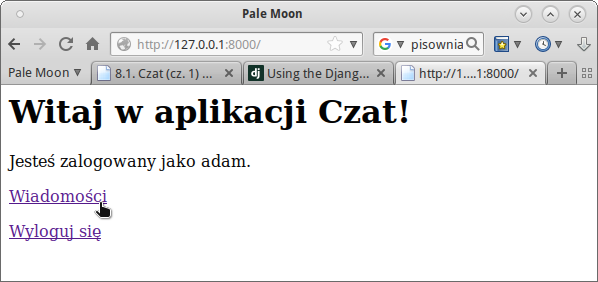 Pale Moon
http://127.0.0.1:8000/
pisownia
Pale Moon
8.1. Czat (cz. 1) ...
Using the Djang...
http://1....1:8000/
Witaj w aplikacji Czat!
Jesteś zalogowany jako adam.
Wiadomości
Wyloguj się